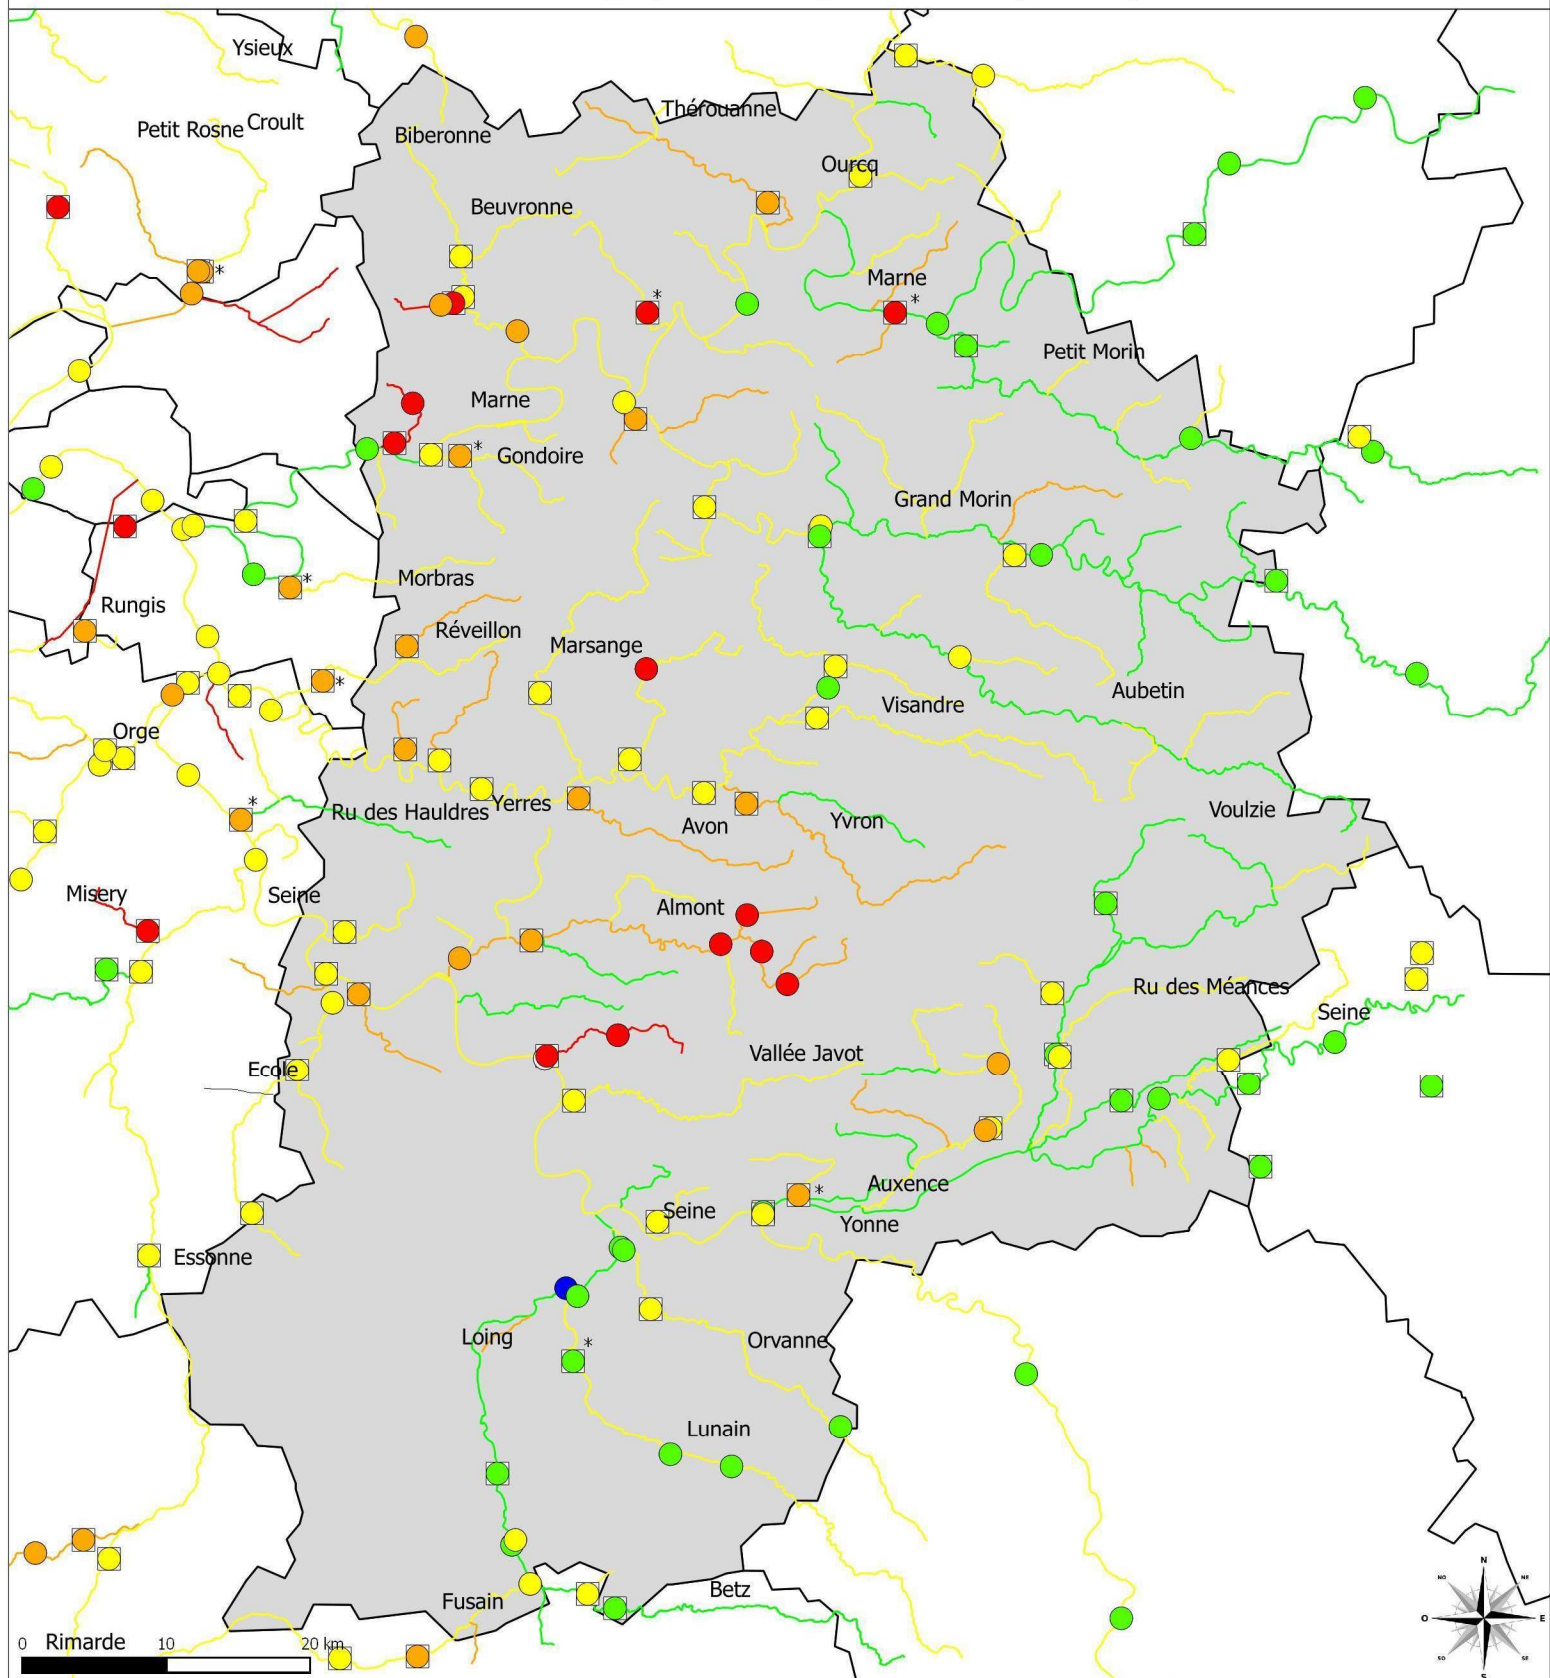 Ysieux
Petit Rosne
Croult
Thérouanne
Biberonne
Ourcq
Beuvronne
*
Marne
*
*
Petit Morin
Marne
*
Gondoire
Grand Morin
*
Morbras
Rungis
Réveillon
Marsange
*
Aubetin
Visandre
Orge
*
Ru des Hauldres
Yerres
Avon
Yvron
Voulzie
Misery
Seine
Almont
Ru des Méances
Seine
Vallée Javot
Ecole
*
Auxence
Seine
Yonne
Essonne
Loing
*
Orvanne
Lunain
Betz
Fusain
N
NO
NE
O
E
SO
SE
S
Rimarde
0 10 20 km